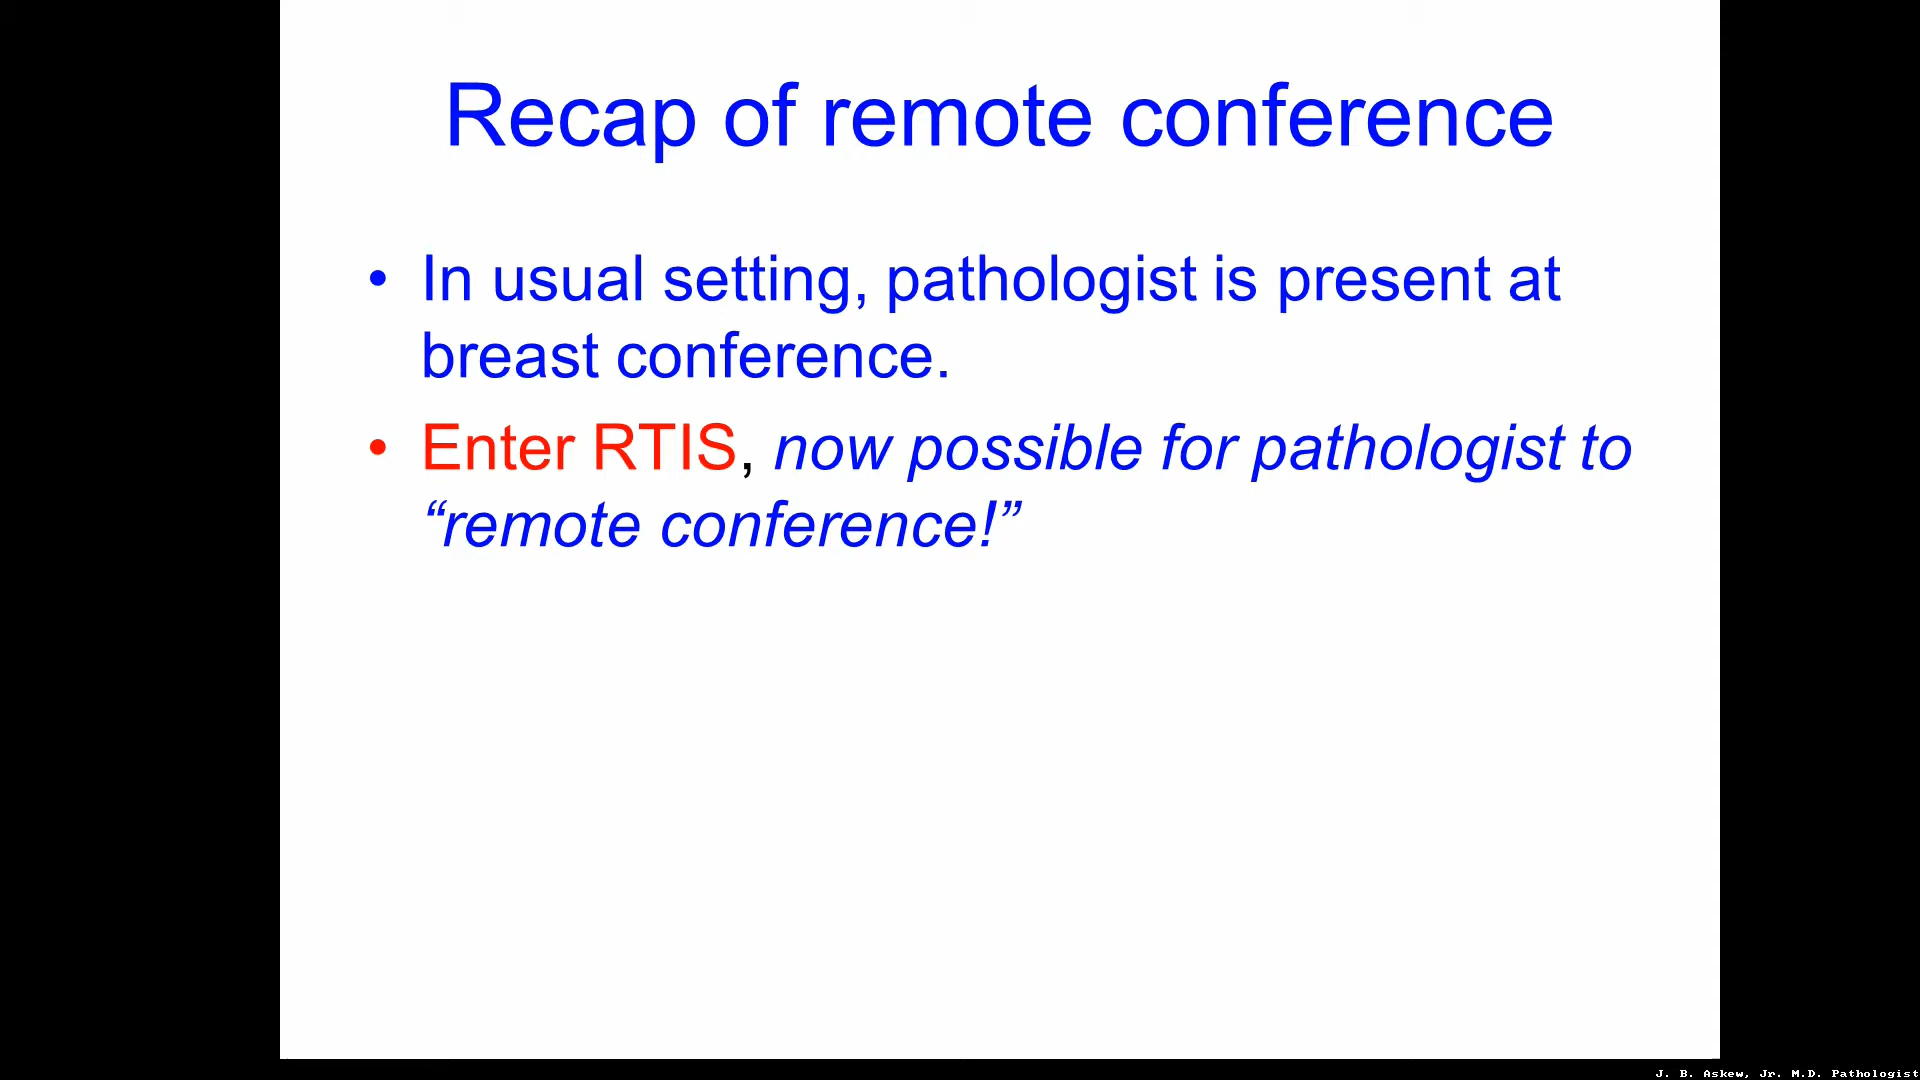 Recap of remote conference
• In usual setting, pathologist is present at
breast conference.
• Enter RTIS, now possible for pathologist to
“remote conference!”
J. B. Askew, Jr. M.D. Pathologist